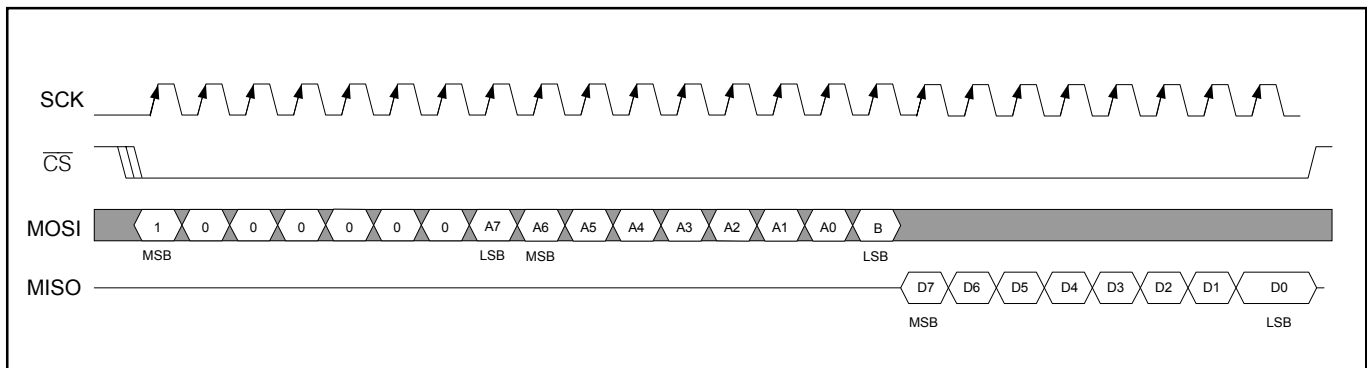 SCK
CS
MOSI 1 0 0 0 0 0 0 A7 A6 A5 A4 A3 A2 A1 A0 B
MSB LSB MSB LSB
MISO D7 D6 D5 D4 D3 D2 D1 D0
MSB LSB